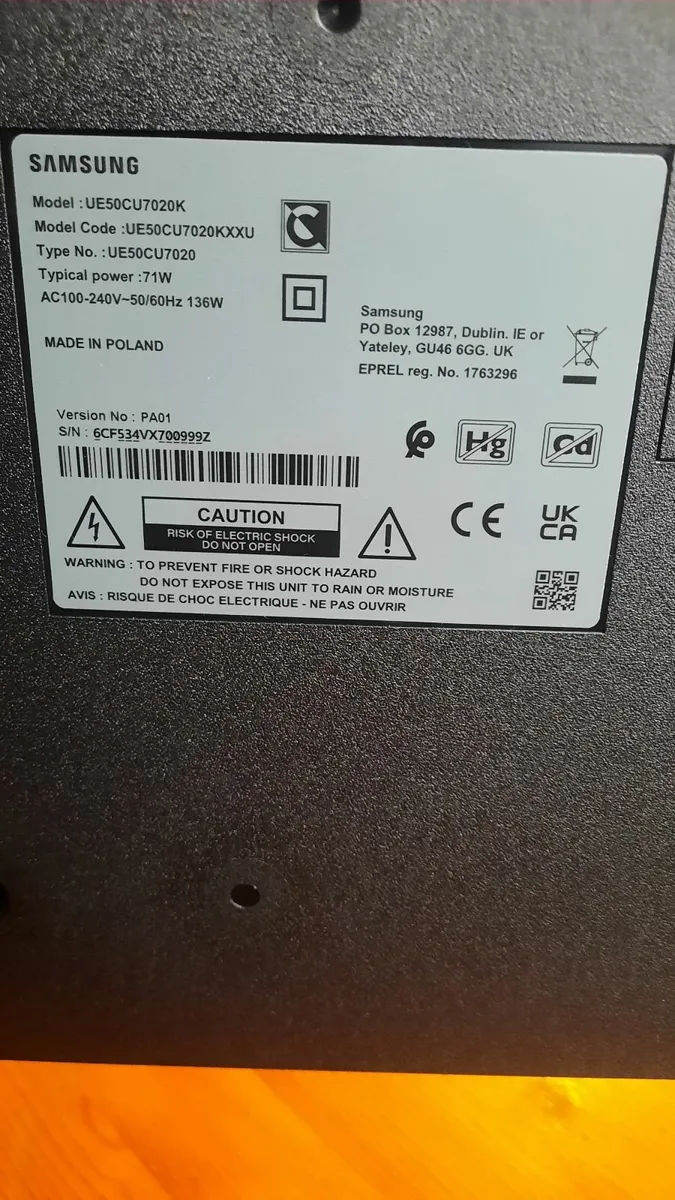 SAMSUNG
Model :UE50CU7020K
Model Code :UE50CU7020KXXU
Type No. :UE50CU7020
Typical power :71W
AC100-240V~50/60Hz 136W
MADE IN POLAND
Samsung
PO Box 12987, Dublin. IE or
Yateley, GU46 6GG. UK
EPREL reg. No. 1763296
Version No : PA01
S/N : 6CF534VX700999Z
Hg
Cd
CAUTION
RISK OF ELECTRIC SHOCK
DO NOT OPEN
CE
UK
CA
WARNING : TO PREVENT FIRE OR SHOCK HAZARD
DO NOT EXPOSE THIS UNIT TO RAIN OR MOISTURE
AVIS : RISQUE DE CHOC ELECTRIQUE - NE PAS OUVRIR